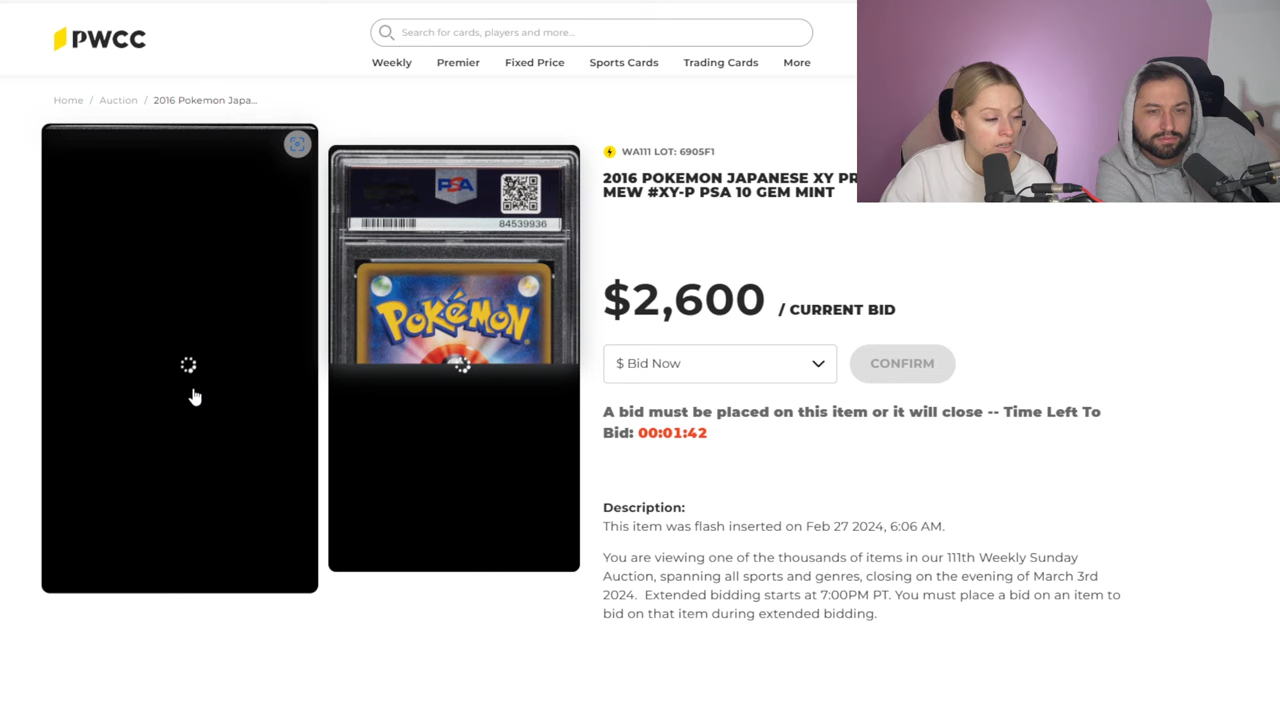 PWCC
Search for cards, players and more...
Weekly Premier Fixed Price Sports Cards Trading Cards More
Home / Auction / 2016 Pokemon Japa...
WA111 LOT: 6905F1
2016 POKEMON JAPANESE XY PR
MEW #XY-P PSA 10 GEM MINT
PSA
84539936
POKéMON
$2,600 / CURRENT BID
$ Bid Now
CONFIRM
A bid must be placed on this item or it will close -- Time Left To
Bid: 00:01:42
Description:
This item was flash inserted on Feb 27 2024, 6:06 AM.
You are viewing one of the thousands of items in our 111th Weekly Sunday
Auction, spanning all sports and genres, closing on the evening of March 3rd
2024. Extended bidding starts at 7:00PM PT. You must place a bid on an item to
bid on that item during extended bidding.